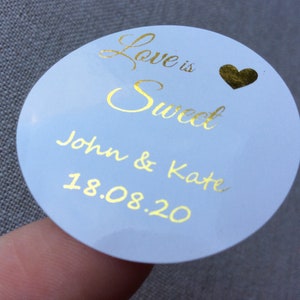 Love is
Sweet
John & Kate
18.08.20